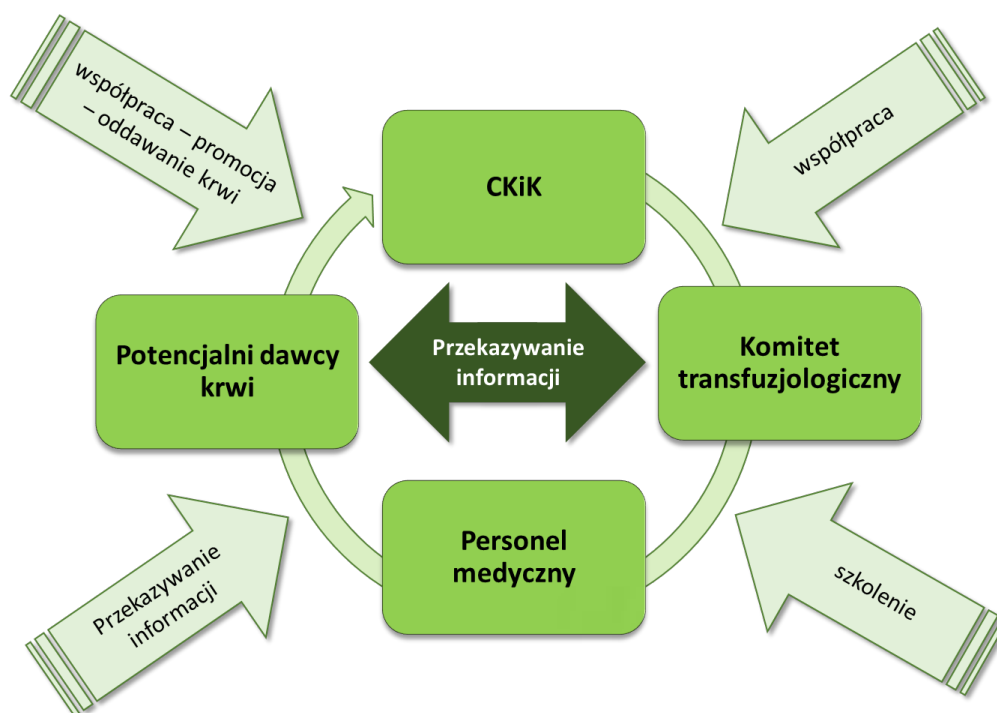 współpraca – promocja
– oddawanie krwi
współpraca
CKiK
Potencjalni dawcy
krwi
Przekazywanie
informacji
Komitet
transfuzjologiczny
Personel
medyczny
Przekazywanie
informacji
szkolenie